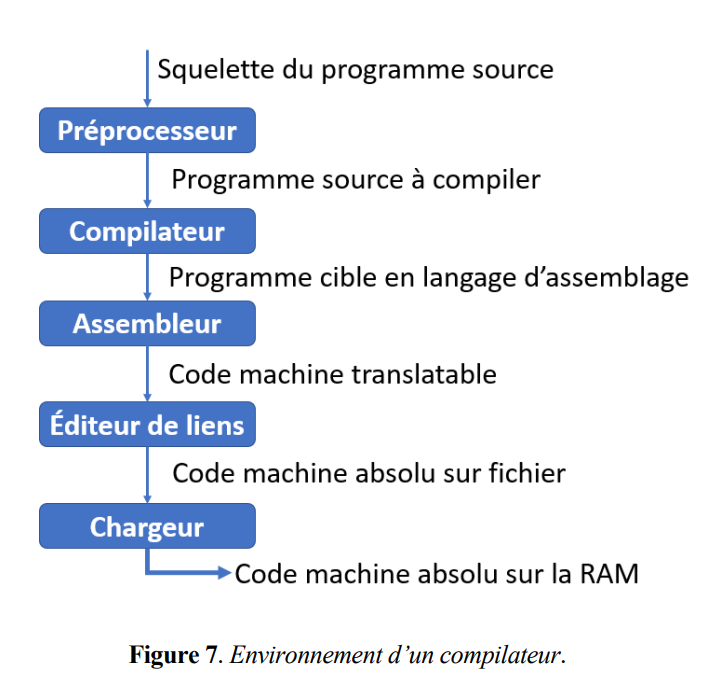 Squelette du programme source
Préprocesseur
Programme source à compiler
Compilateur
Programme cible en langage d’assemblage
Assembleur
Code machine translatable
Éditeur de liens
Code machine absolu sur fichier
Chargeur
Code machine absolu sur la RAM
Figure 7. Environnement d’un compilateur.